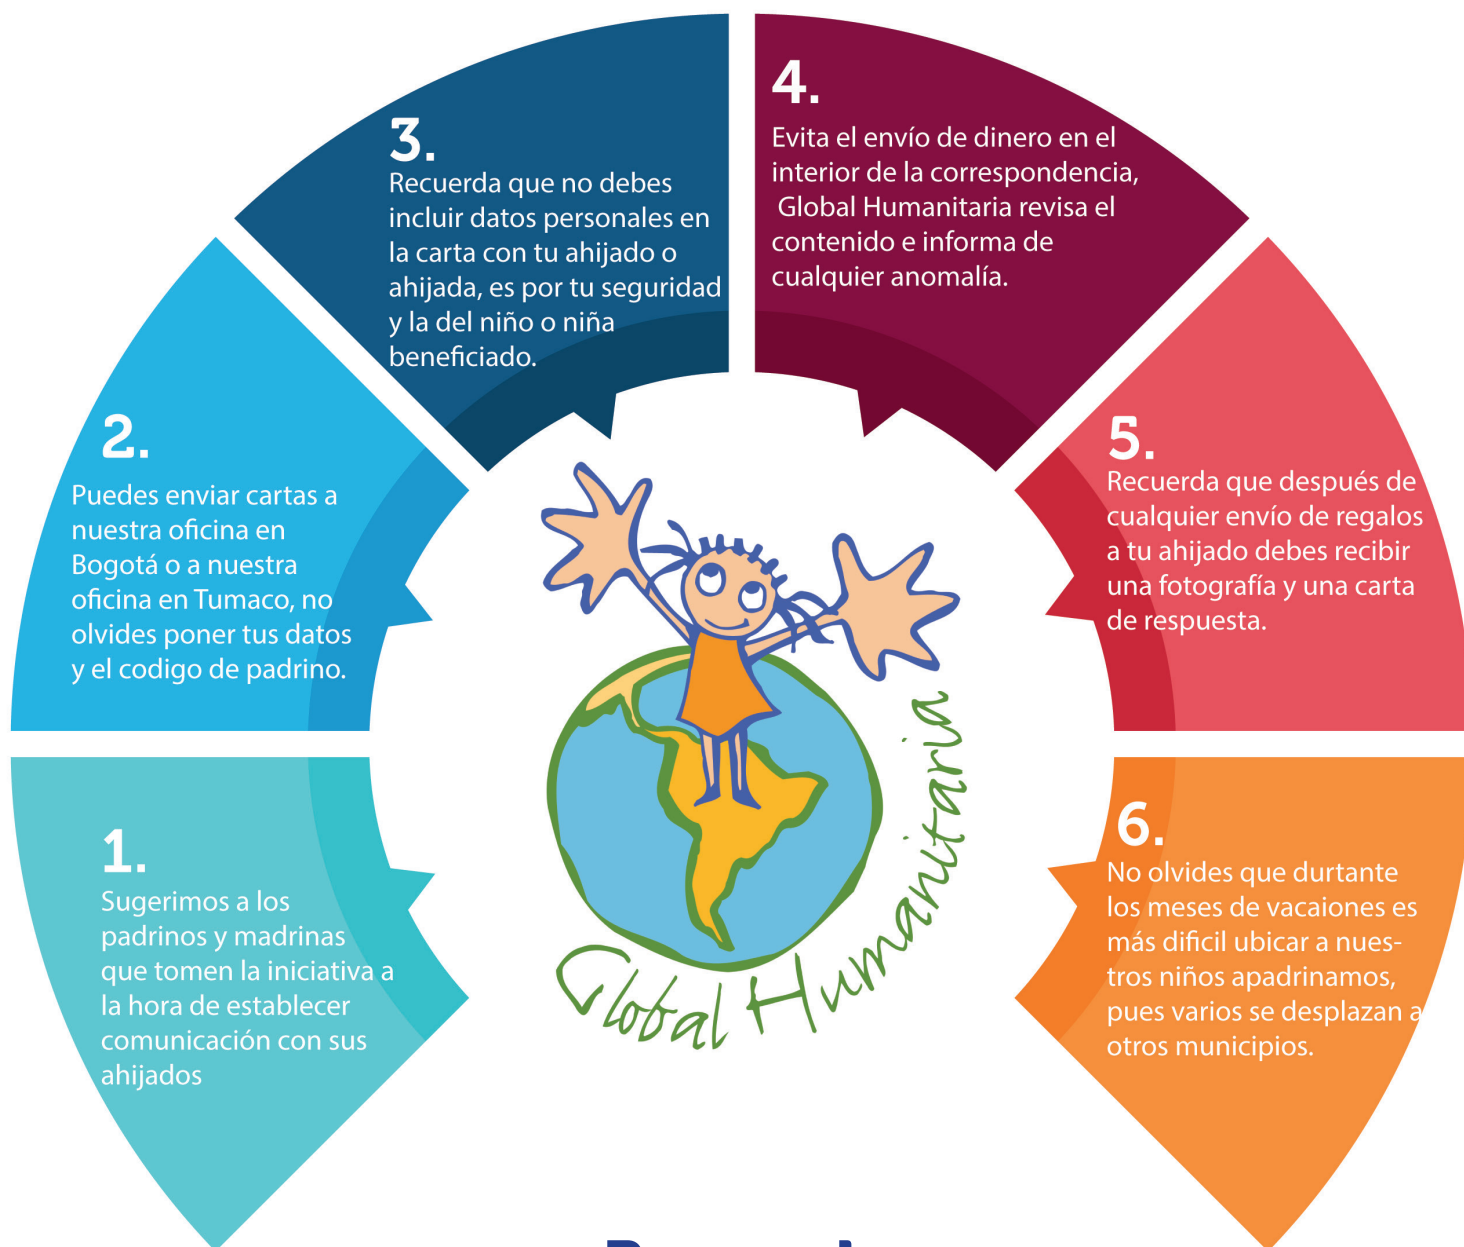 1.
Sugerimos a los
padrinos y madrinas
que tomen la iniciativa a
la hora de establecer
comunicación con sus
ahijados
2.
Puedes enviar cartas a
nuestra oficina en
Bogotá o a nuestra
oficina en Tumaco, no
olvides poner tus datos
y el codigo de padrino.
3.
Recuerda que no debes
incluir datos personales en
la carta con tu ahijado o
ahijada, es por tu seguridad
y la del niño o niña
beneficiado.
4.
Evita el envío de dinero en el
interior de la correspondencia,
Global Humanitaria revisa el
contenido e informa de
cualquier anomalía.
5.
Recuerda que después de
cualquier envío de regalos
a tu ahijado debes recibir
una fotografía y una carta
de respuesta.
6.
No olvides que durtante
los meses de vacaiones es
más dificil ubicar a nues-
tros niños apadrinamos,
pues varios se desplazan a
otros municipios.
Global Humanitaria